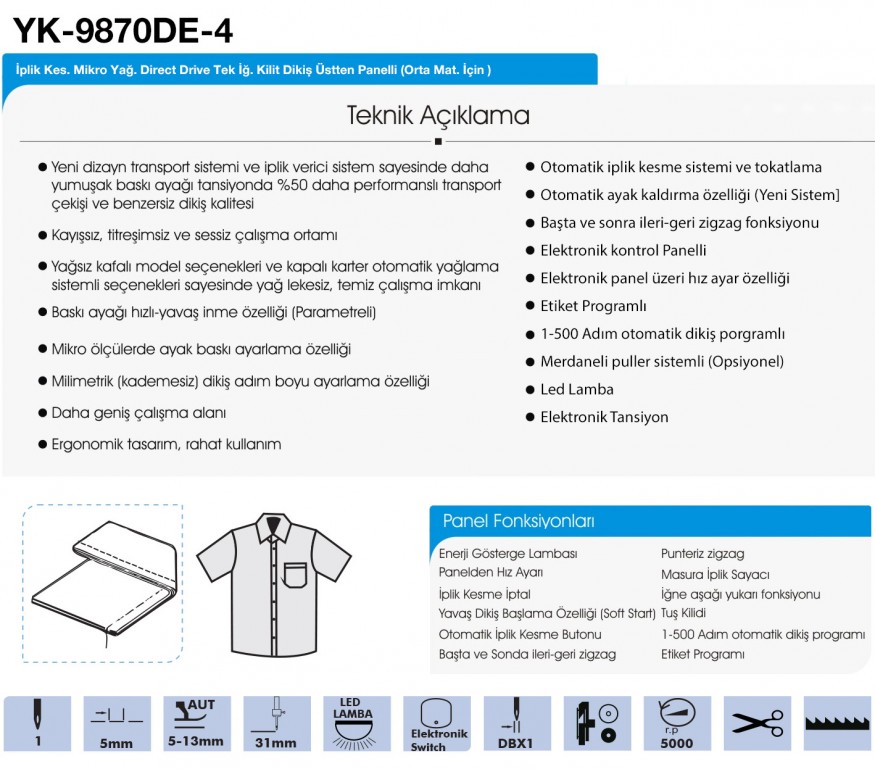 YK-9870DE-4
İplik Kes. Mikro Yağ. Direct Drive Tek İğ. Kilit Dikiş Üstten Panelli (Orta Mat. İçin )
Teknik Açıklama
Yeni dizayn transport sistemi ve iplik verici sistem sayesinde daha
yumuşak baskı ayağı tansiyonda %50 daha performanslı transport
çekişi ve benzersiz dikiş kalitesi
Kayışsız, titreşimsiz ve sessiz çalışma ortamı
Yağsız kafalı model seçenekleri ve kapalı karter otomatik yağlama
sistemli seçenekleri sayesinde yağ lekesiz, temiz çalışma imkanı
Baskı ayağı hızlı-yavaş inme özelliği (Parametreli)
Mikro ölçülerde ayak baskı ayarlama özelliği
Milimetrik (kademesiz) dikiş adım boyu ayarlama özelliği
Daha geniş çalışma alanı
Ergonomik tasarım, rahat kullanım
Otomatik iplik kesme sistemi ve tokatlama
Otomatik ayak kaldırma özelliği (Yeni Sistem]
Başta ve sonra ileri-geri zigzag fonksiyonu
Elektronik kontrol Panelli
Elektronik panel üzeri hız ayar özelliği
Etiket Programlı
1-500 Adım otomatik dikiş porgramlı
Merdaneli puller sistemli (Opsiyonel)
Led Lamba
Elektronik Tansiyon
Panel Fonksiyonları
Enerji Gösterge Lambası
Panelden Hız Ayarı
İplik Kesme İptal
Yavaş Dikiş Başlama Özelliği (Soft Start)
Otomatik İplik Kesme Butonu
Başta ve Sonda ileri-geri zigzag
Punteriz zigzag
Masura İplik Sayacı
İğne aşağı yukarı fonksiyonu
Tuş Kilidi
1-500 Adım otomatik dikiş programı
Etiket Programı
1
5mm
AUT
5-13mm
31mm
LED
LAMBA
Elektronik
Switch
DBX1
r.p
5000